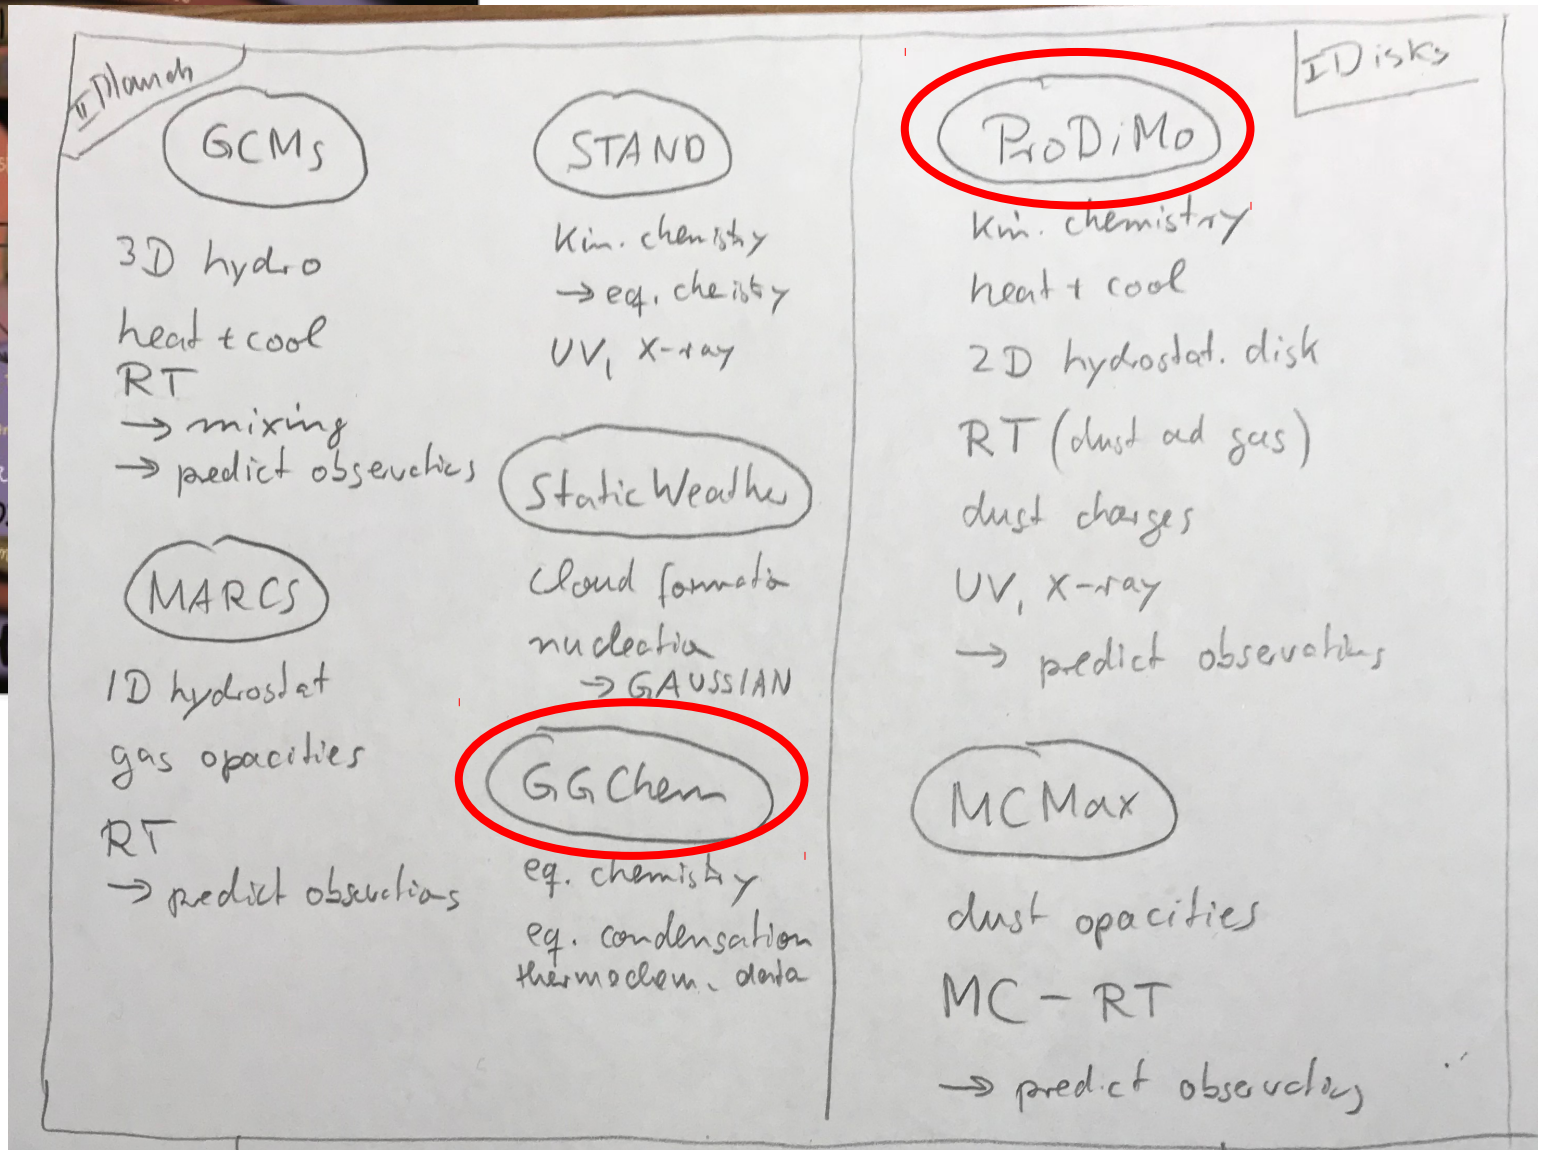 II Planets
GCMs
3D hydro
heat + cool
RT
→ mixing
→ predict observations
MARCS
1D hydrostat
gas opacities
RT
→ predict observations
STAND
Kin. chemistry
→ eq. cheistry
UV, X-ray
StaticWeather
Cloud formation
nucleation
→ GAUSSIAN
GGChem
eq. chemistry
eq. condensation
thermochem. data
I Disks
ProDiMo
Kin. chemistry
heat + cool
2D hydrostat. disk
RT (dust ad gas)
dust charges
UV, X-ray
→ predict observations
MCMax
dust opacities
MC - RT
→ predict observations